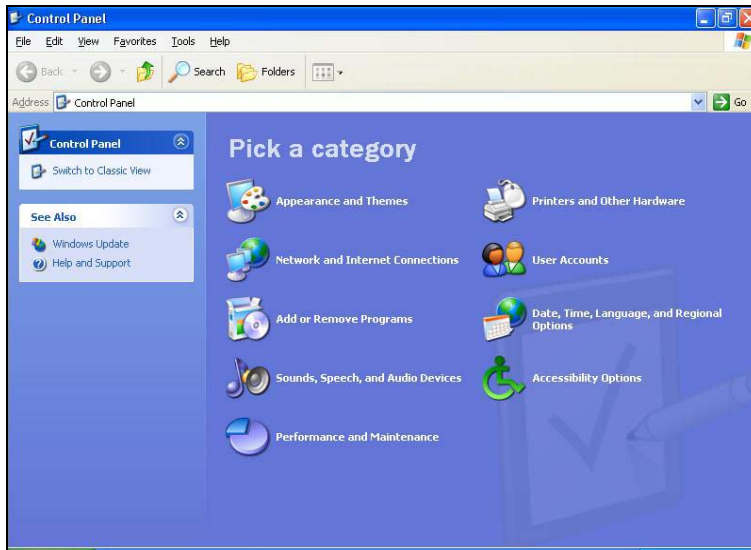 Control Panel
File Edit View Favorites Tools Help
Back Search Folders
Address Control Panel Go
Control Panel
Switch to Classic View
See Also
Windows Update
Help and Support
Pick a category
Appearance and Themes
Printers and Other Hardware
Network and Internet Connections
User Accounts
Add or Remove Programs
Date, Time, Language, and Regional
Options
Sounds, Speech, and Audio Devices
Accessibility Options
Performance and Maintenance